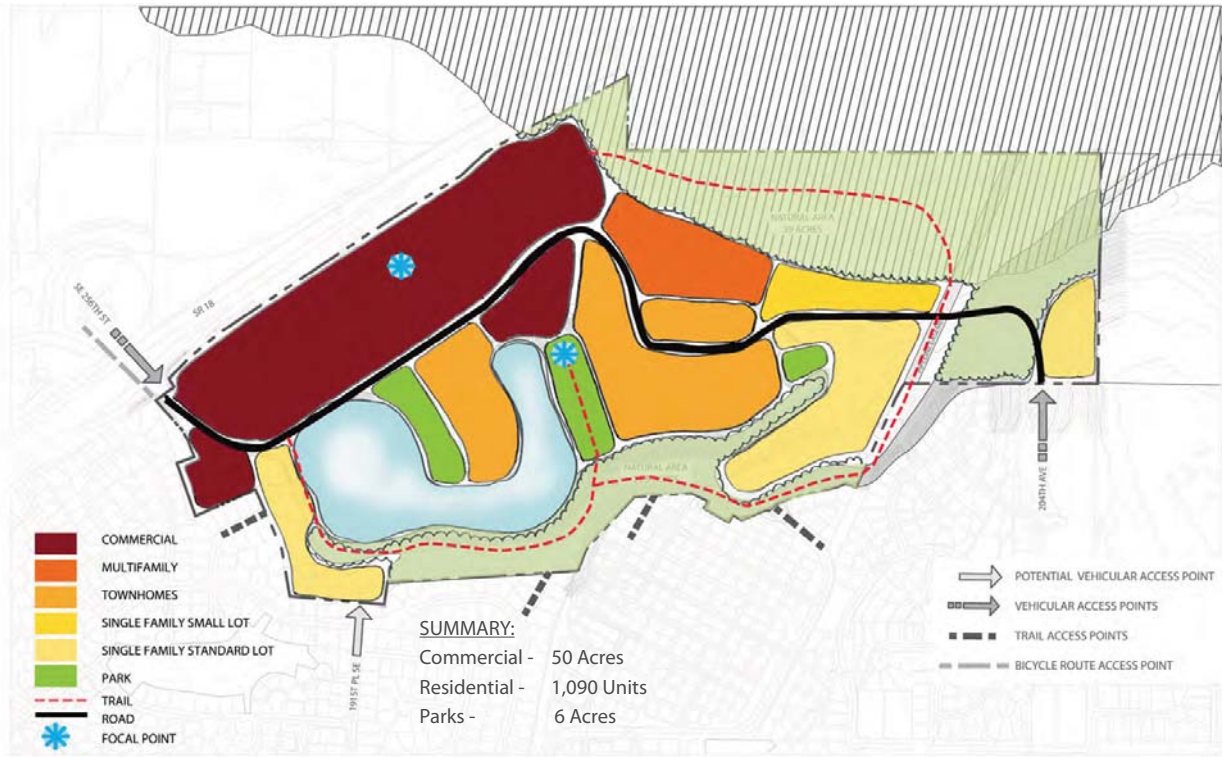 NATURAL AREA
39 ACRES
SE 256TH ST
SR 18
NATURAL AREA
204TH AVE
191ST PL SE
COMMERCIAL
MULTIFAMILY
TOWNHOMES
SINGLE FAMILY SMALL LOT
SINGLE FAMILY STANDARD LOT
PARK
TRAIL
ROAD
FOCAL POINT
SUMMARY:
Commercial - 50 Acres
Residential - 1,090 Units
Parks - 6 Acres
POTENTIAL VEHICULAR ACCESS POINT
VEHICULAR ACCESS POINTS
TRAIL ACCESS POINTS
BICYCLE ROUTE ACCESS POINT